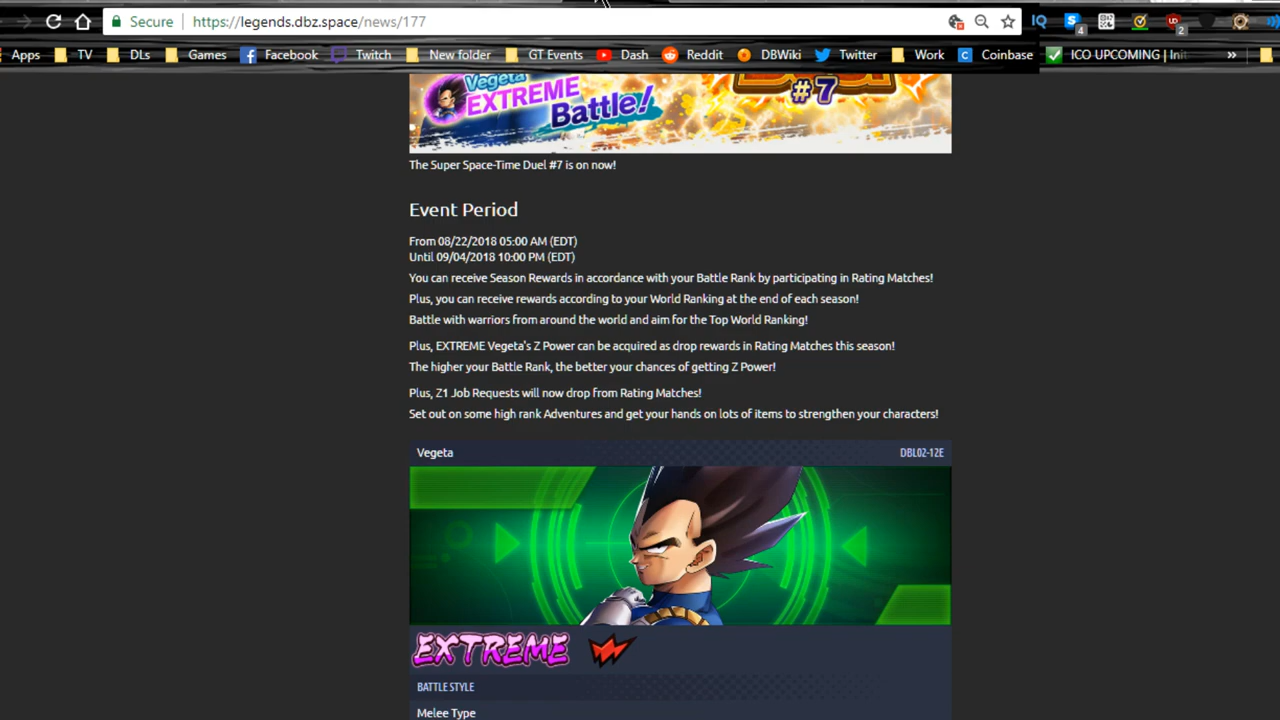 Secure https://legends.dbz.space/news/177
IQ 4 2
Apps TV DLs Games Facebook Twitch New folder GT Events Dash Reddit DBWiki Twitter Work Coinbase ICO UPCOMING | Init »
Vegeta
EXTREME
Battle!
#7
The Super Space-Time Duel #7 is on now!
Event Period
From 08/22/2018 05:00 AM (EDT)
Until 09/04/2018 10:00 PM (EDT)
You can receive Season Rewards in accordance with your Battle Rank by participating in Rating Matches!
Plus, you can receive rewards according to your World Ranking at the end of each season!
Battle with warriors from around the world and aim for the Top World Ranking!
Plus, EXTREME Vegeta's Z Power can be acquired as drop rewards in Rating Matches this season!
The higher your Battle Rank, the better your chances of getting Z Power!
Plus, Z1 Job Requests will now drop from Rating Matches!
Set out on some high rank Adventures and get your hands on lots of items to strengthen your characters!
Vegeta DBL02-12E
EXTREME
BATTLE STYLE
Melee Type